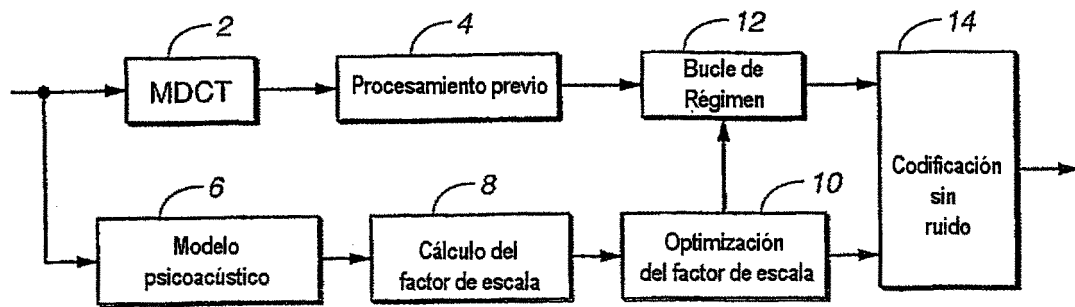 2
MDCT
4
Procesamiento previo
12
Bucle de
Régimen
14
Codificación
sin
ruido
6
Modelo
psicoacústico
8
Cálculo del
factor de escala
10
Optimización
del factor de escala